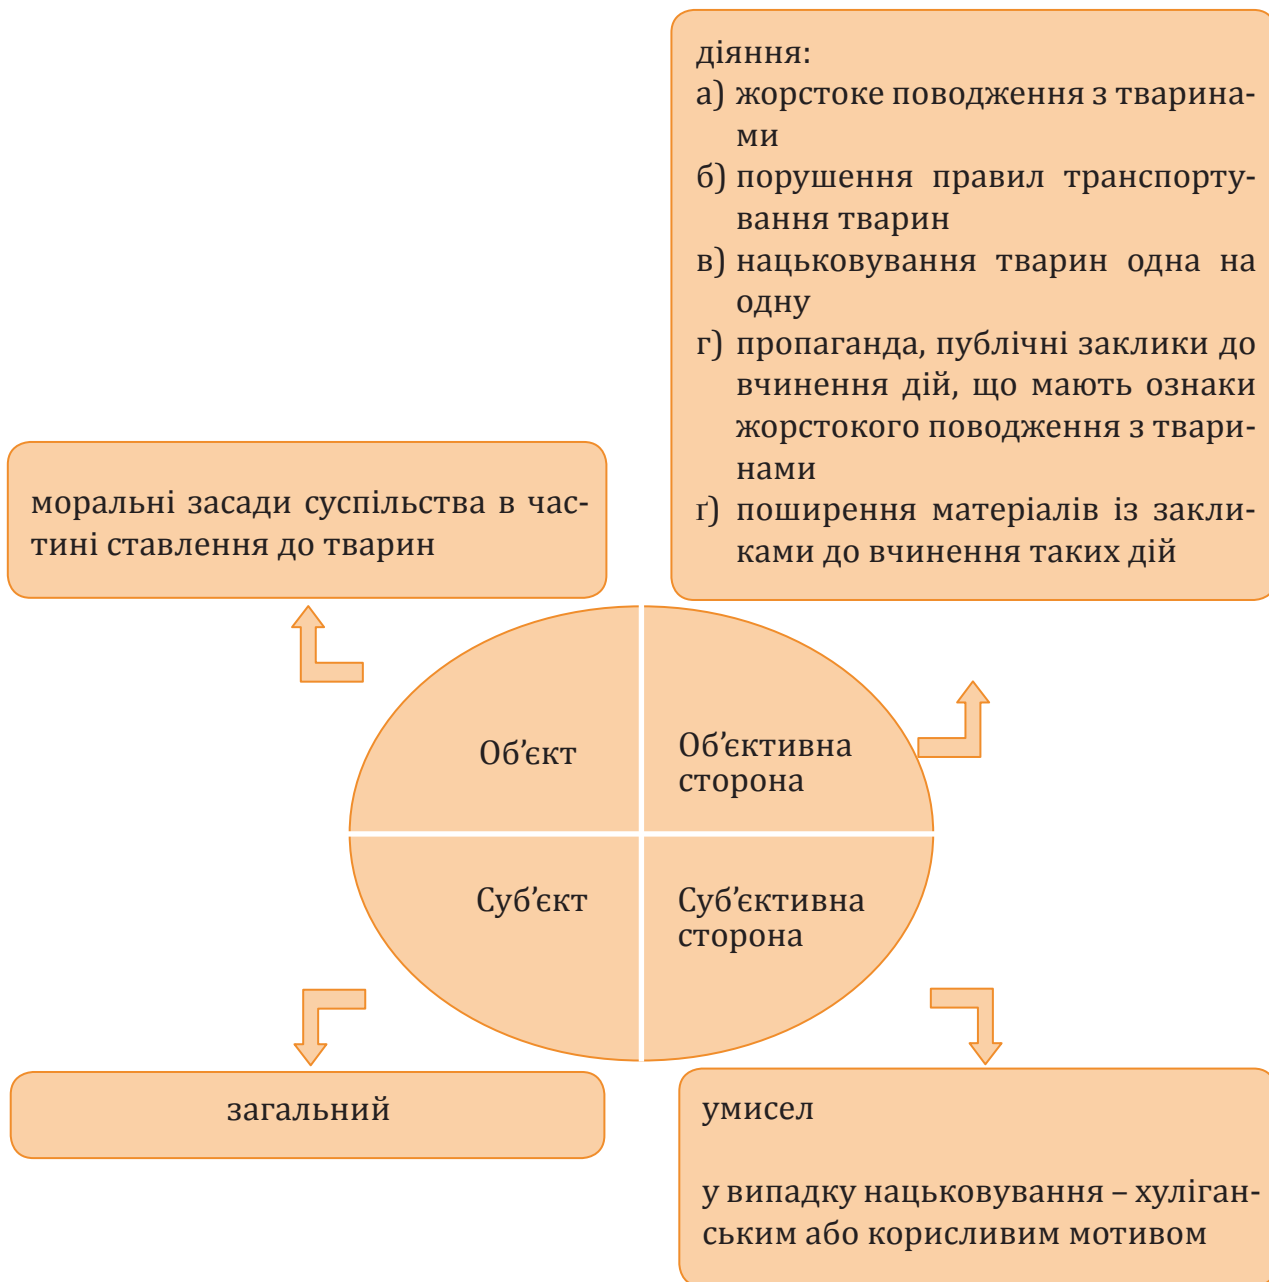 діяння:
а) жорстоке поводження з тварина-
ми
б) порушення правил транспорту-
вання тварин
в) нацьковування тварин одна на
одну
г) пропаганда, публічні заклики до
вчинення дій, що мають ознаки
жорстокого поводження з твари-
нами
ґ) поширення матеріалів із закли-
ками до вчинення таких дій
моральні засади суспільства в час-
тині ставлення до тварин
Об’єкт
Об’єктивна
сторона
Суб’єкт
Суб’єктивна
сторона
загальний
умисел
у випадку нацьковування – хуліган-
ським або корисливим мотивом